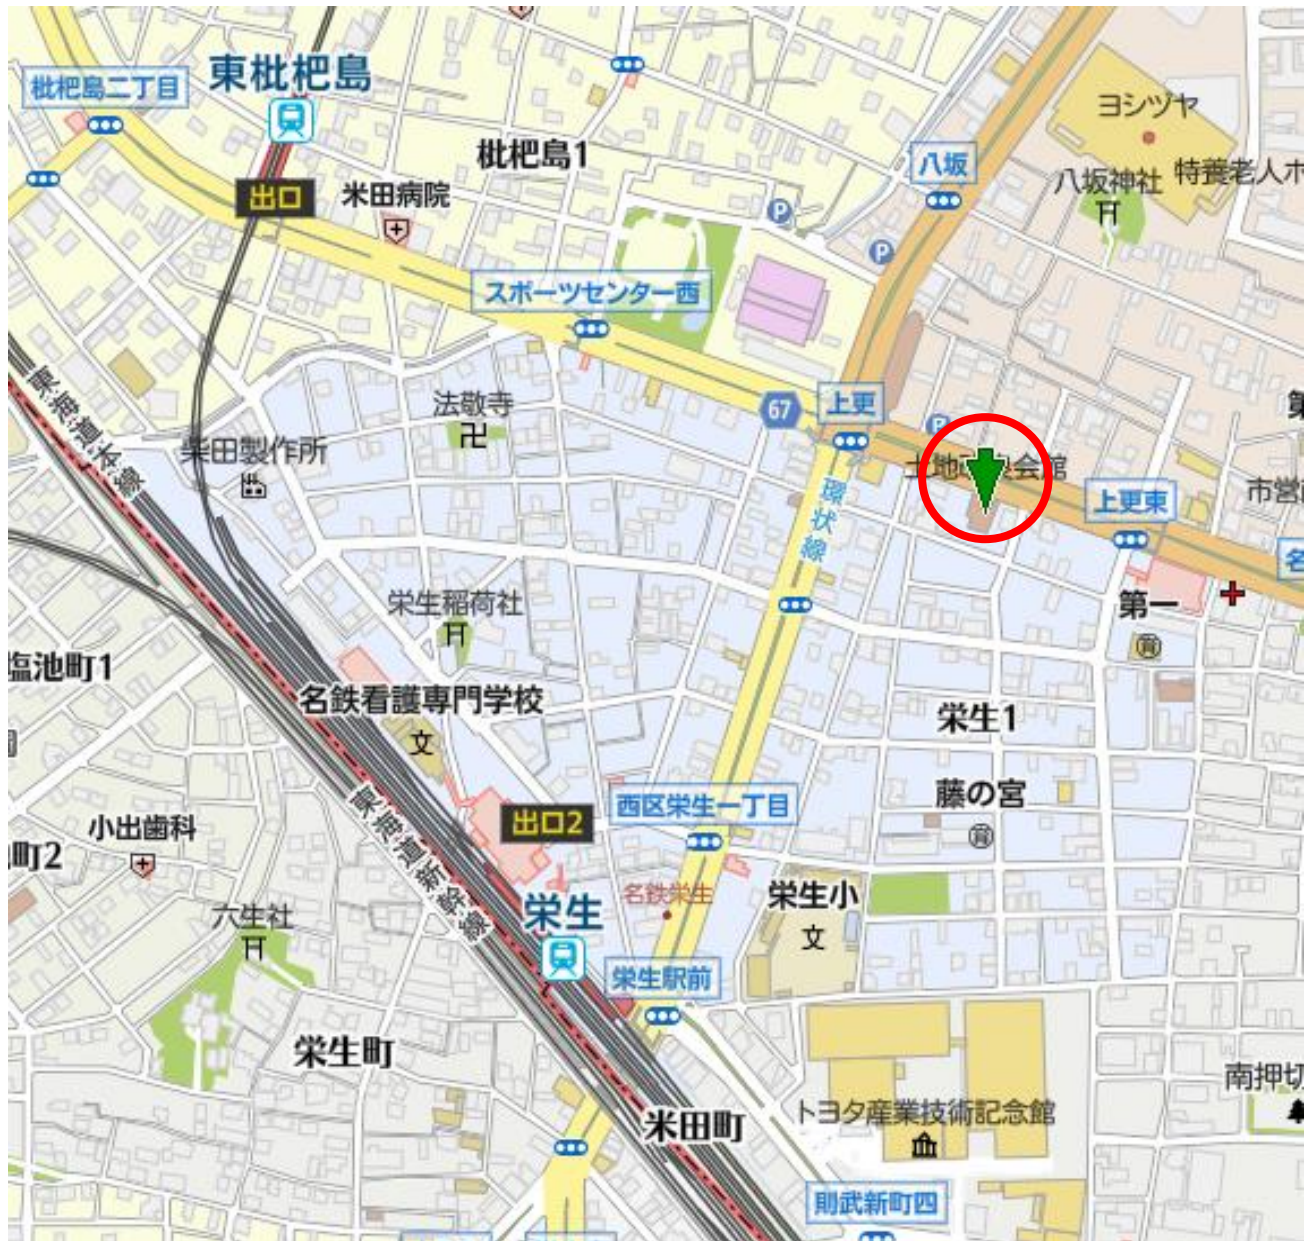 東枇杷島
枇杷島二丁目
ヨシヅヤ
枇杷島1
八坂
八坂神社
特養老人ホ
出口
米田病院
P
P
スポーツセンター西
67
上更
P
法敬寺
柴田製作所
東海道本線
環状線
上更東
市営
名
栄生稲荷社
第一
塩池町1
名鉄看護専門学校
文
栄生1
藤の宮
西区栄生一丁目
出口2
小出歯科
町2
東海道新幹線
名鉄栄生
栄生小
文
六生社
栄生
栄生駅前
栄生町
南押切
トヨタ産業技術記念館
米田町
則武新町四